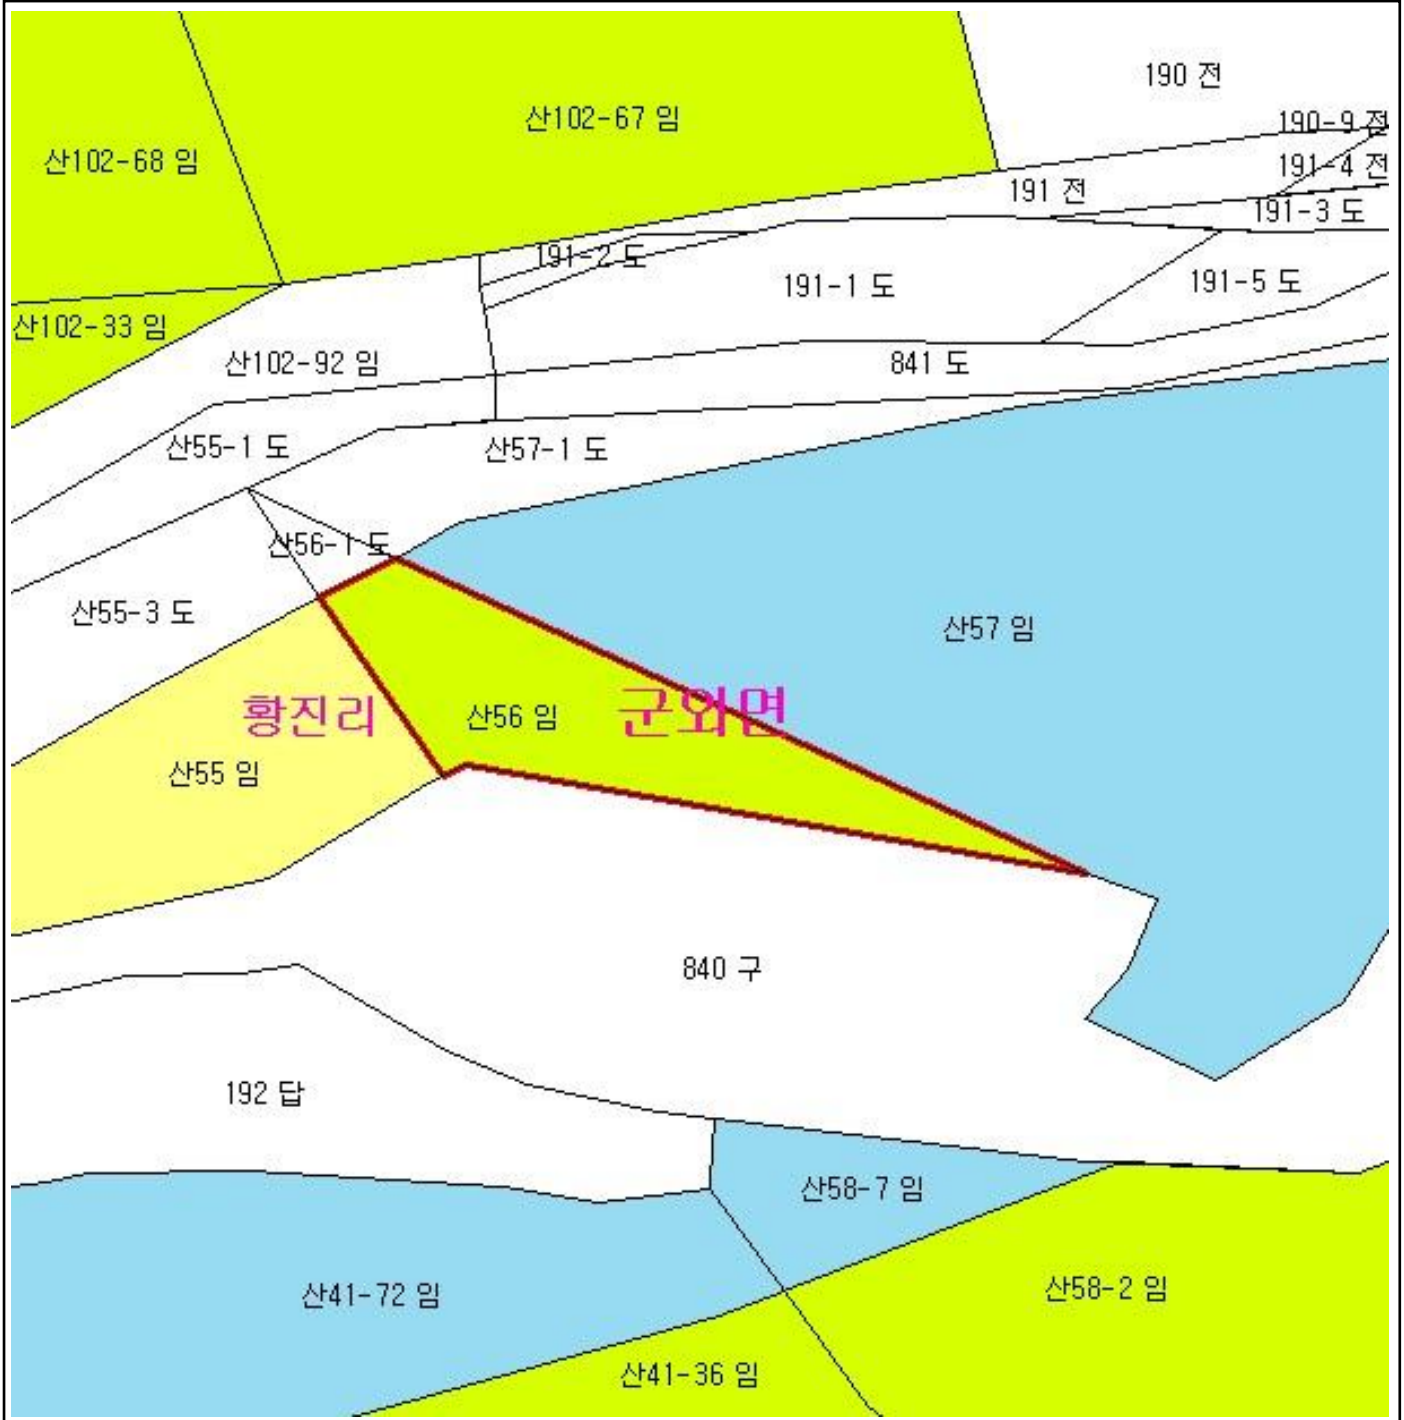 190 전
산102-67 임
190-9 전
산102-68 임
191-4 전
191 전
191-3 도
191-2 도
191-1 도
191-5 도
산102-33 임
산102-92 임
841 도
산55-1 도
산57-1 도
산56-1 도
산55-3 도
산57 임
황진리
산56 임
군외면
산55 임
840 구
192 답
산58-7 임
산41-72 임
산58-2 임
산41-36 임